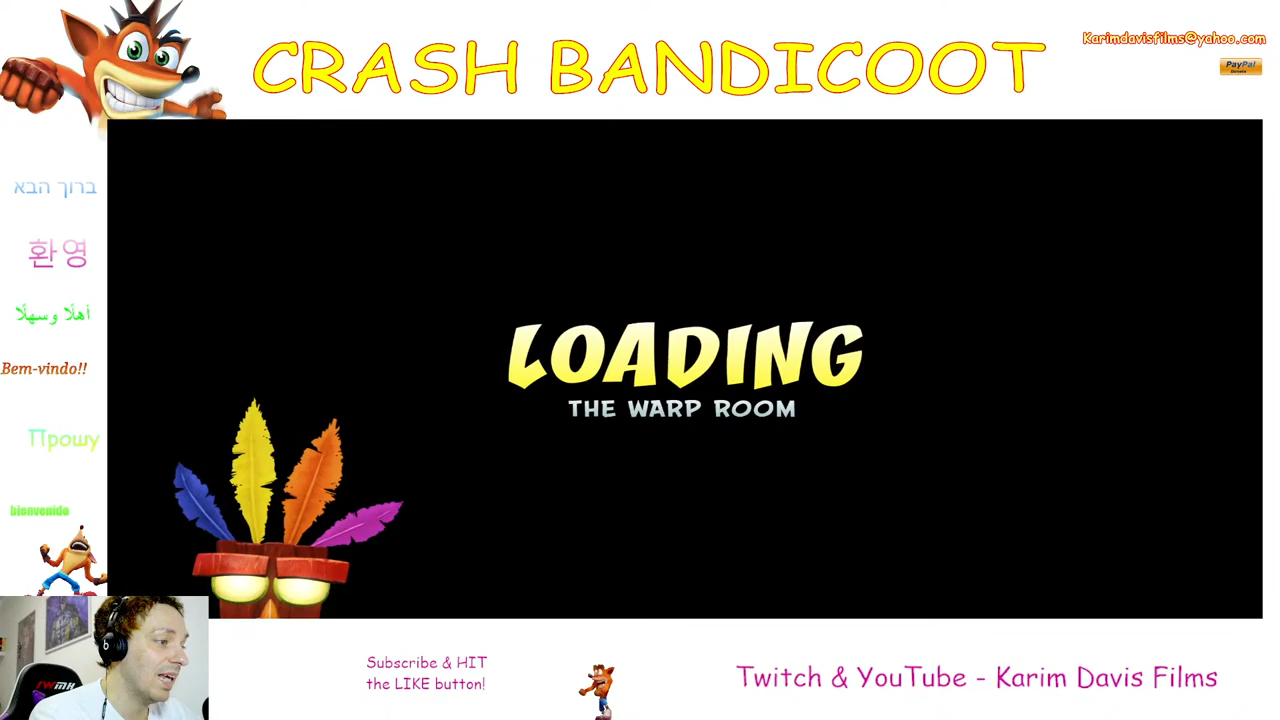 CRASH BANDICOOT
Karimdavisfilms@yahoo.com
PayPal
Donate
ברוך הבא
환영
أهلًا وسهلًا
Bem-vindo!!
Прошу
bienvenido
LOADING
THE WARP ROOM
Subscribe & HIT
the LIKE button!
Twitch & YouTube - Karim Davis Films